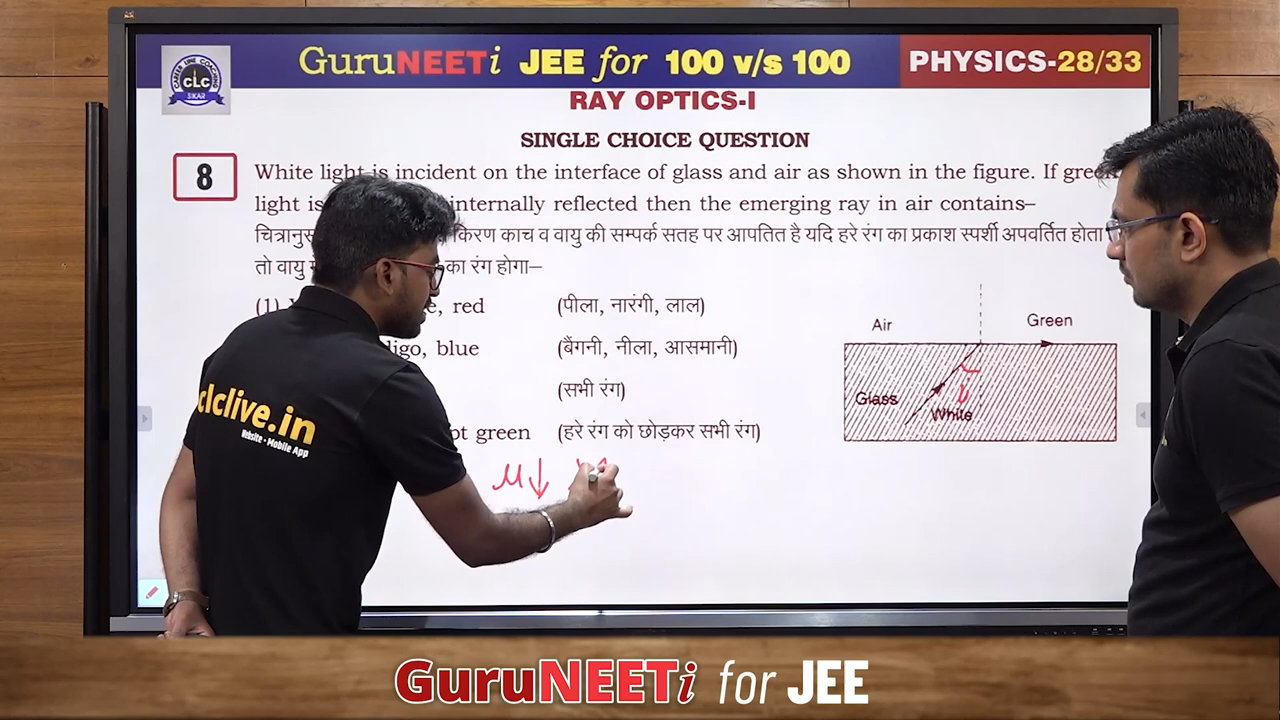 GuruNEETi JEE for 100 v/s 100 PHYSICS-28/33
CAREER LINE COACHING
CLC
SIKAR
RAY OPTICS-I
SINGLE CHOICE QUESTION
8
White light is incident on the interface of glass and air as shown in the figure. If green
light is internally reflected then the emerging ray in air contains–
किरण काच व वायु की सम्पर्क सतह पर आपतित है यदि हरे रंग का प्रकाश स्पर्शी अपवर्तित होता
तो वायु का रंग होगा–
(1) red (पीला, नारंगी, लाल)
blue (बैंगनी, नीला, आसमानी)
(सभी रंग)
green (हरे रंग को छोड़कर सभी रंग)
Air Green
Glass
White
i
μ↓
clclive.in
Website - Mobile App
GuruNEETi for JEE